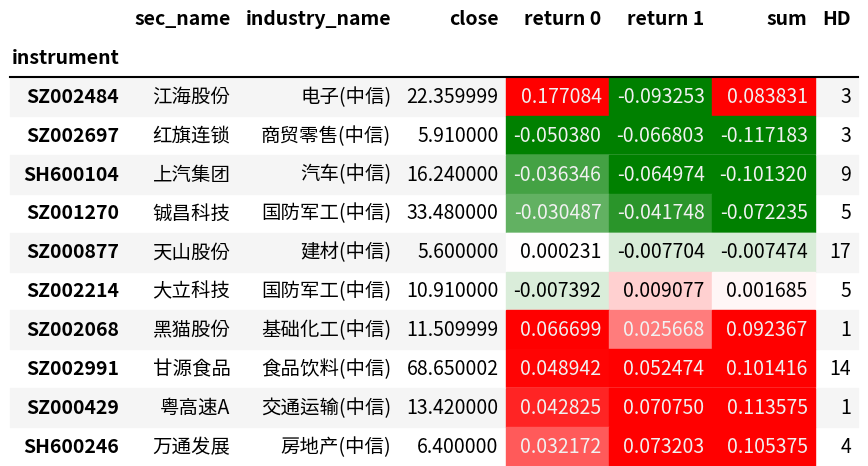 sec_name industry_name close return 0 return 1 sum HD
instrument
SZ002484 江海股份 电子(中信) 22.359999 0.177084 -0.093253 0.083831 3
SZ002697 红旗连锁 商贸零售(中信) 5.910000 -0.050380 -0.066803 -0.117183 3
SH600104 上汽集团 汽车(中信) 16.240000 -0.036346 -0.064974 -0.101320 9
SZ001270 铖昌科技 国防军工(中信) 33.480000 -0.030487 -0.041748 -0.072235 5
SZ000877 天山股份 建材(中信) 5.600000 0.000231 -0.007704 -0.007474 17
SZ002214 大立科技 国防军工(中信) 10.910000 -0.007392 0.009077 0.001685 5
SZ002068 黑猫股份 基础化工(中信) 11.509999 0.066699 0.025668 0.092367 1
SZ002991 甘源食品 食品饮料(中信) 68.650002 0.048942 0.052474 0.101416 14
SZ000429 粤高速A 交通运输(中信) 13.420000 0.042825 0.070750 0.113575 1
SH600246 万通发展 房地产(中信) 6.400000 0.032172 0.073203 0.105375 4